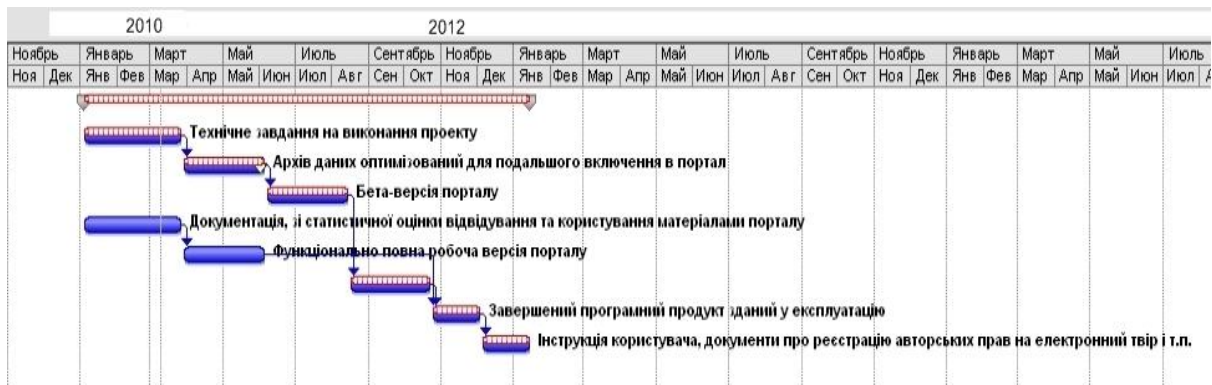 2010 2012
Ноябрь Январь Март Май Июль Сентябрь Ноябрь Январь Март Май Июль Сентябрь Ноябрь Январь Март Май Июль
Ноя Дек Янв Фев Мар Апр Май Июн Июл Авг Сен Окт Ноя Дек Янв Фев Мар Апр Май Июн Июл Авг Сен Окт Ноя Дек Янв Фев Мар Апр Май Июн Июл А
Технічне завдання на виконання проекту
Архів даних оптимізований для подальшого включення в портал
Бета-версія порталу
Документація, зі статистичної оцінки відвідування та користування матеріалами порталу
Функціонально повна робоча версія порталу
Завершений програмний продукт зданий у експлуатацію
Інструкція користувача, документи про реєстрацію авторських прав на електронний твір і т.п.